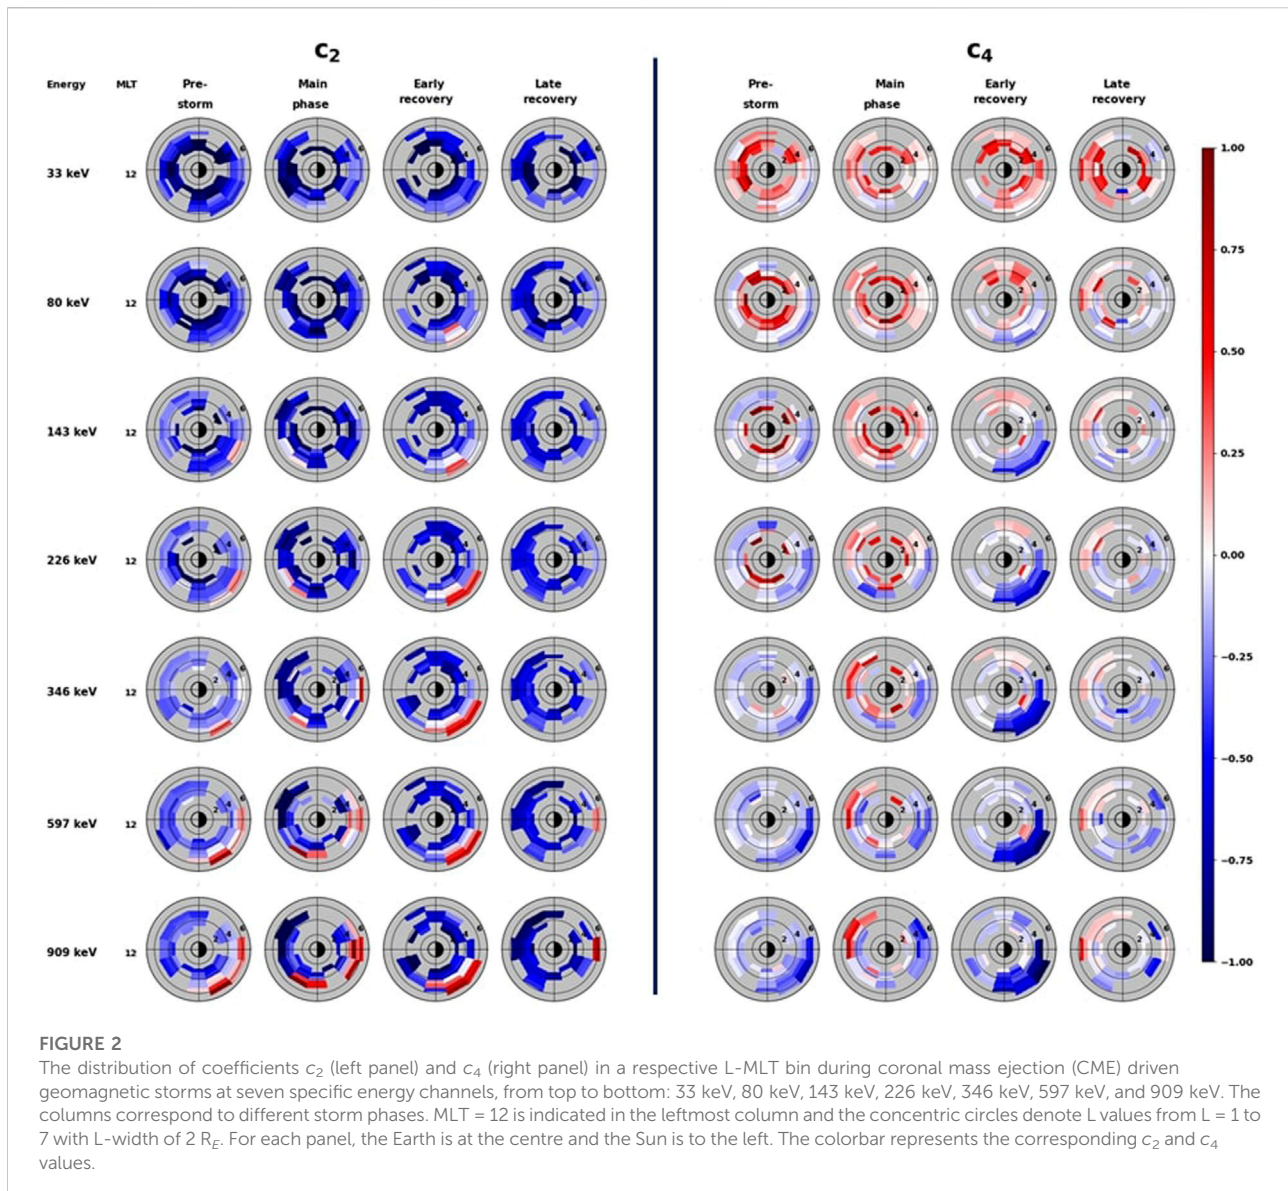 c2
c4
Energy MLT Pre-storm Main phase Early recovery Late recovery
Pre-storm Main phase Early recovery Late recovery
33 keV 12
80 keV 12
143 keV 12
226 keV 12
346 keV 12
597 keV 12
909 keV 12
2 4 6
1.00
0.75
0.50
0.25
0.00
−0.25
−0.50
−0.75
−1.00
FIGURE 2
The distribution of coefficients c2 (left panel) and c4 (right panel) in a respective L-MLT bin during coronal mass ejection (CME) driven
geomagnetic storms at seven specific energy channels, from top to bottom: 33 keV, 80 keV, 143 keV, 226 keV, 346 keV, 597 keV, and 909 keV. The
columns correspond to different storm phases. MLT = 12 is indicated in the leftmost column and the concentric circles denote L values from L = 1 to
7 with L-width of 2 RE. For each panel, the Earth is at the centre and the Sun is to the left. The colorbar represents the corresponding c2 and c4
values.